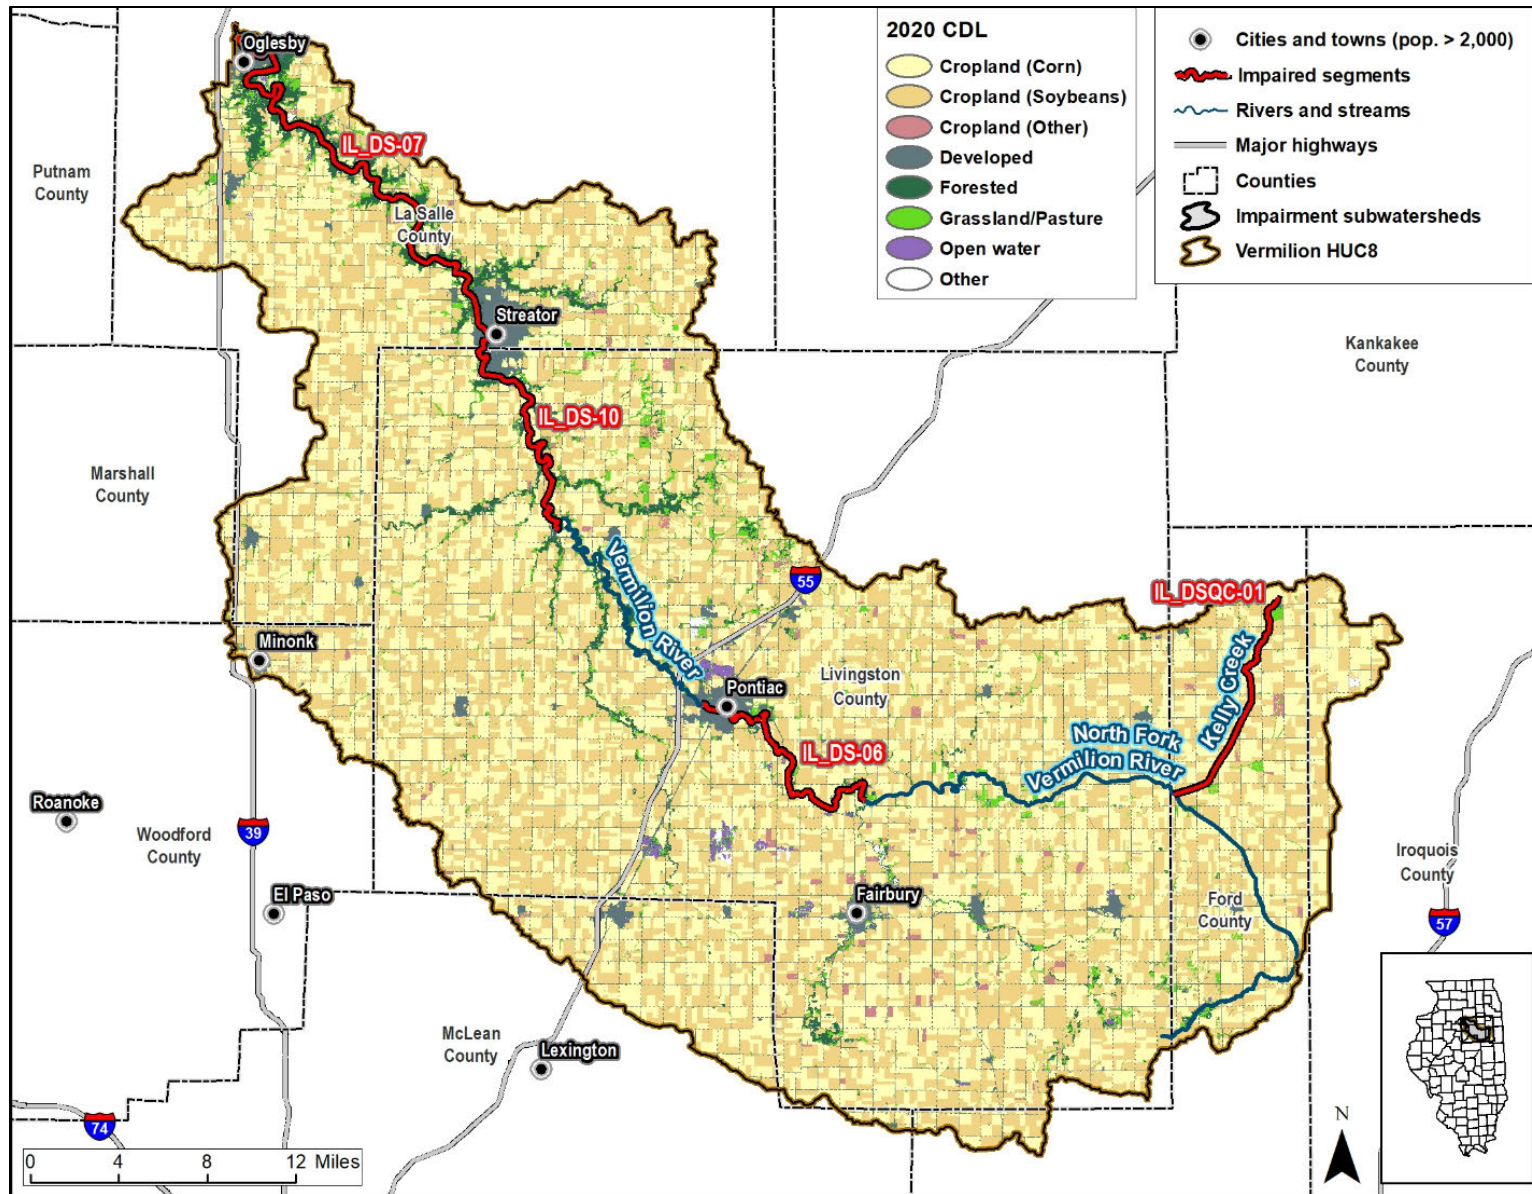 2020 CDL
Cropland (Corn)
Cropland (Soybeans)
Cropland (Other)
Developed
Forested
Grassland/Pasture
Open water
Other
Cities and towns (pop. > 2,000)
Impaired segments
Rivers and streams
Major highways
Counties
Impairment subwatersheds
Vermilion HUC8
Oglesby
IL_DS-07
Putnam
County
La Salle
County
Streator
Kankakee
County
IL_DS-10
Marshall
County
Vermilion River
55
IL_DSQC-01
Minonk
Kelly Creek
Livingston
County
Pontiac
North Fork
Vermilion River
IL_DS-06
Roanoke
39
Woodford
County
Iroquois
County
El Paso
Fairbury
Ford
County
57
McLean
County
Lexington
74
N
0 4 8 12 Miles